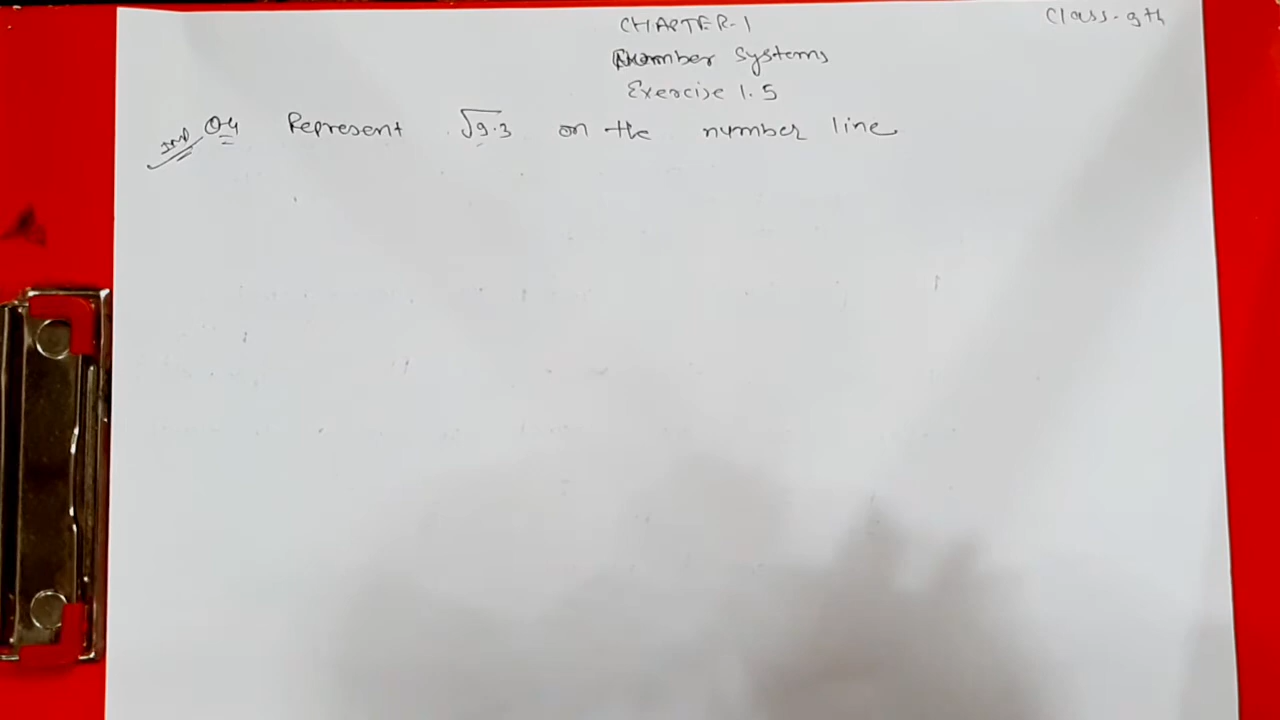 Class-9th
CHAPTER-1
Number Systems
Exercise 1.5
Imp Q4 Represent √9.3 on the number line